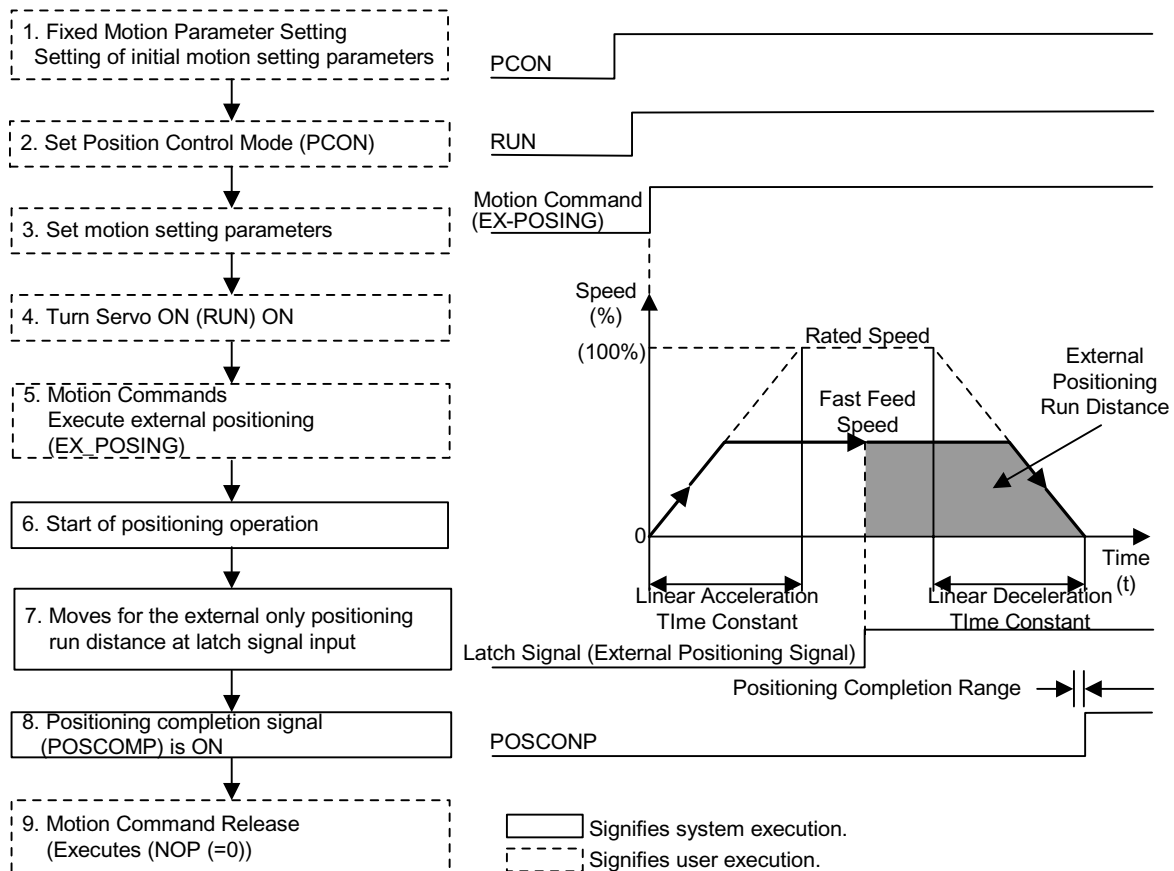 1. Fixed Motion Parameter Setting
Setting of initial motion setting parameters
2. Set Position Control Mode (PCON)
3. Set motion setting parameters
4. Turn Servo ON (RUN) ON
5. Motion Commands
Execute external positioning
(EX_POSING)
6. Start of positioning operation
7. Moves for the external only positioning
run distance at latch signal input
8. Positioning completion signal
(POSCOMP) is ON
9. Motion Command Release
(Executes (NOP (=0))
PCON
RUN
Motion Command
(EX-POSING)
Speed
(%)
(100%)
Rated Speed
Fast Feed
Speed
External
Positioning
Run Distance
0
Time
(t)
Linear Acceleration
TIme Constant
Linear Deceleration
TIme Constant
Latch Signal (External Positioning Signal)
Positioning Completion Range
POSCONP
Signifies system execution.
Signifies user execution.